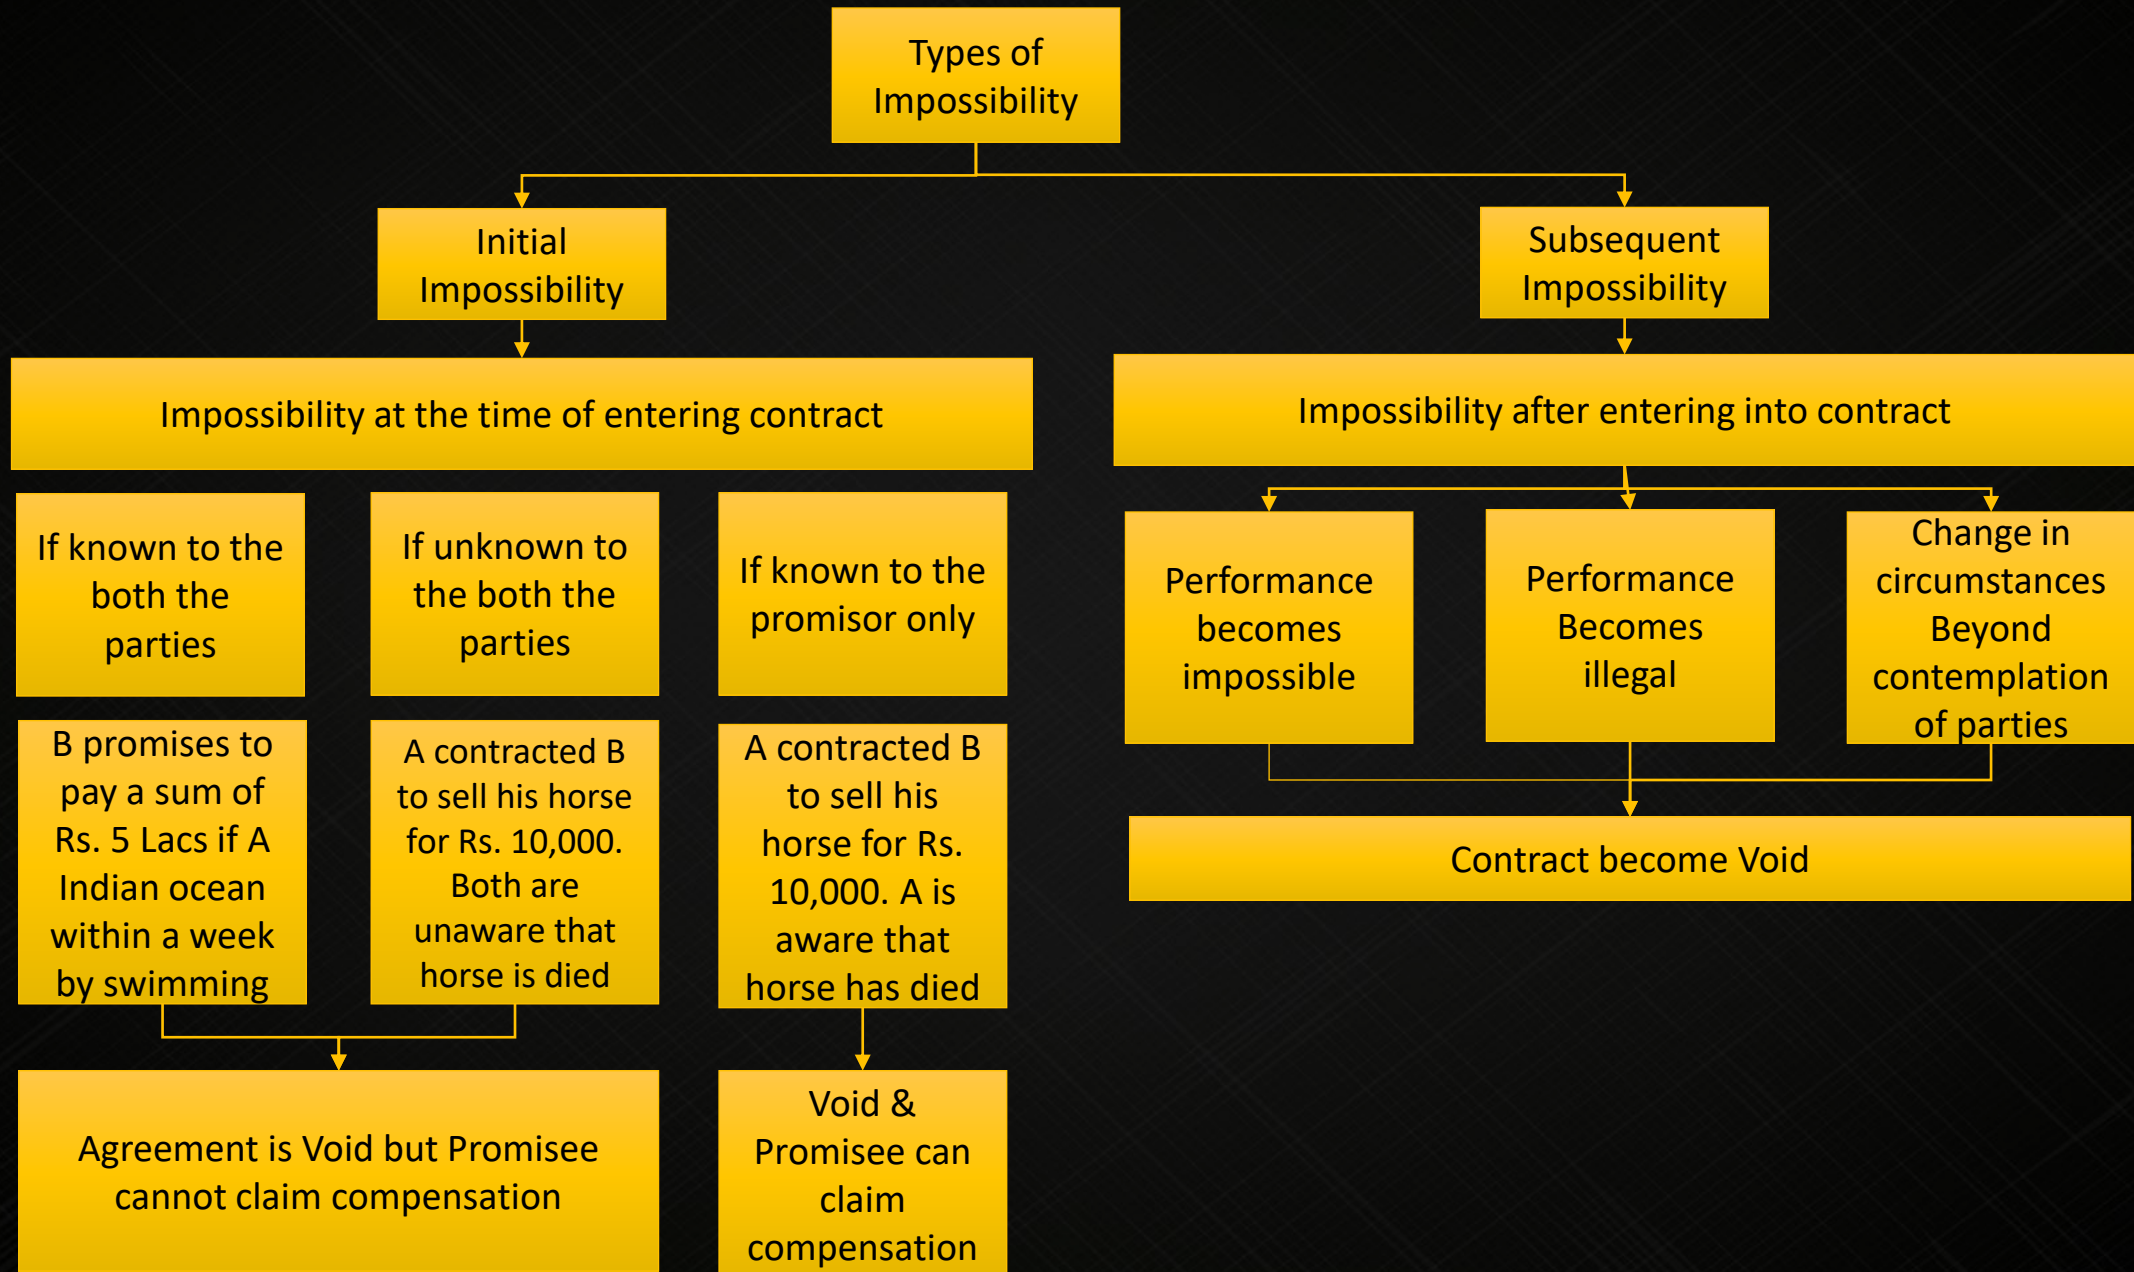 Types of
Impossibility
Initial
Impossibility
Subsequent
Impossibility
Impossibility at the time of entering contract
Impossibility after entering into contract
If known to the
both the
parties
If unknown to
the both the
parties
If known to the
promisor only
Performance
becomes
impossible
Performance
Becomes
illegal
Change in
circumstances
Beyond
contemplation
of parties
B promises to
pay a sum of
Rs. 5 Lacs if A
Indian ocean
within a week
by swimming
A contracted B
to sell his horse
for Rs. 10,000.
Both are
unaware that
horse is died
A contracted B
to sell his
horse for Rs.
10,000. A is
aware that
horse has died
Contract become Void
Agreement is Void but Promisee
cannot claim compensation
Void &
Promisee can
claim
compensation